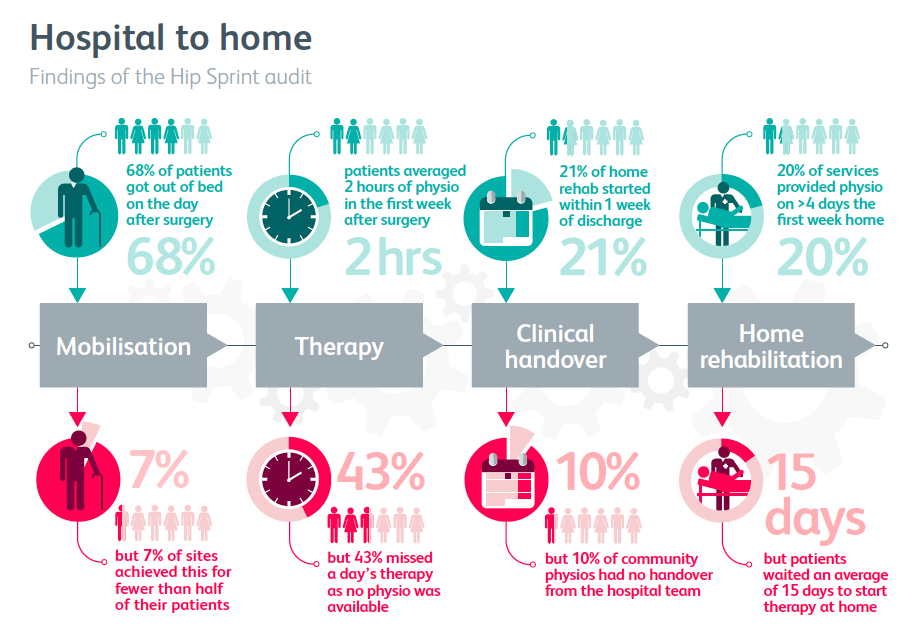 Hospital to home
Findings of the Hip Sprint audit
68% of patients
got out of bed
on the day
after surgery
68%
patients averaged
2 hours of physio
in the first week
after surgery
2 hrs
21% of home
rehab started
within 1 week
of discharge
21%
20% of services
provided physio
on >4 days the
first week home
20%
Mobilisation
Therapy
Clinical
handover
Home
rehabilitation
7%
but 7% of sites
achieved this for
fewer than half
of their patients
43%
but 43% missed
a day's therapy
as no physio was
available
10%
but 10% of community
physios had no handover
from the hospital team
15
days
but patients
waited an average
of 15 days to start
therapy at home